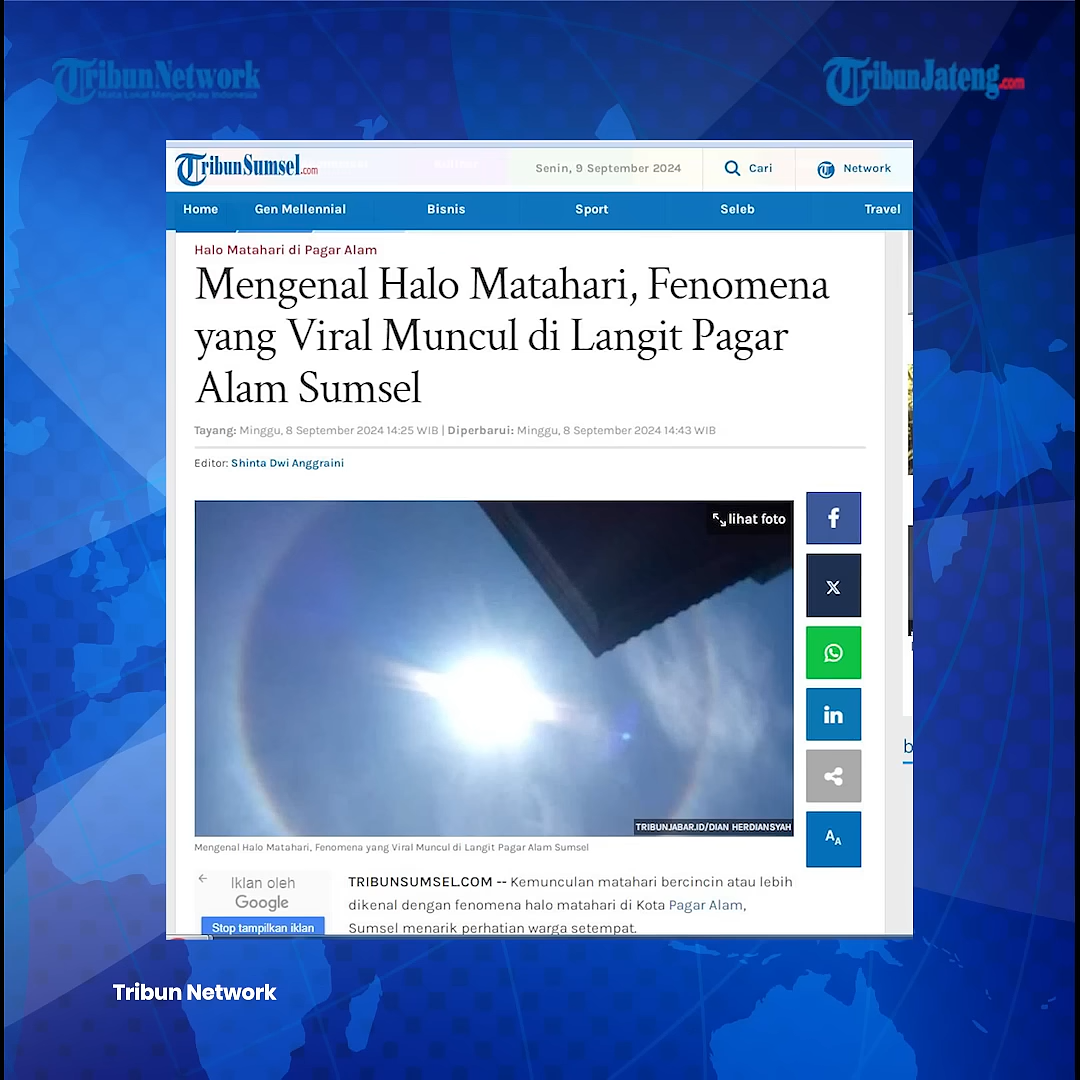 TribunNetwork
Mata Lokal Menjangkau Indonesia
TribunJateng.com
TribunSumsel.com
Senin, 9 September 2024
Cari
Network
Home
Gen Mellennial
Bisnis
Sport
Seleb
Travel
Halo Matahari di Pagar Alam
Mengenal Halo Matahari, Fenomena
yang Viral Muncul di Langit Pagar
Alam Sumsel
Tayang: Minggu, 8 September 2024 14:25 WIB | Diperbarui: Minggu, 8 September 2024 14:43 WIB
Editor: Shinta Dwi Anggraini
lihat foto
TRIBUNJABAR.ID/DIAN HERDIANSYAH
AA
Mengenal Halo Matahari, Fenomena yang Viral Muncul di Langit Pagar Alam Sumsel
Iklan oleh
Google
Stop tampilkan iklan
TRIBUNSUMSEL.COM -- Kemunculan matahari bercincin atau lebih
dikenal dengan fenomena halo matahari di Kota Pagar Alam,
Sumsel menarik perhatian warga setempat.
Tribun Network